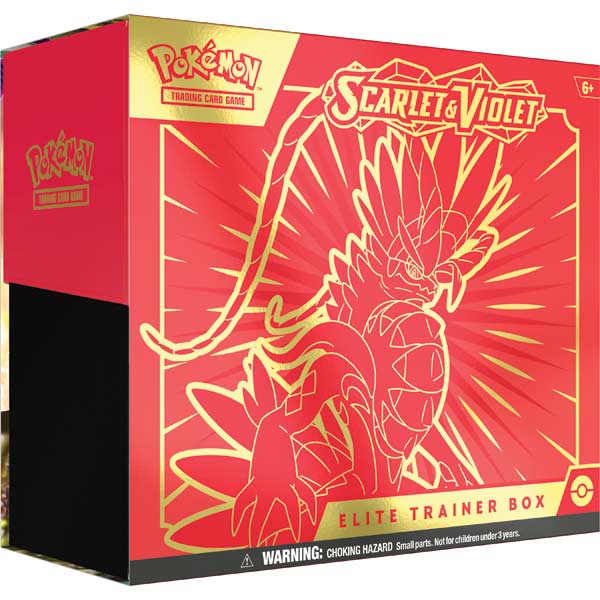 POKéMON
TRADING CARD GAME
™
SCARLET & VIOLET
6+
POKéMON
TRADING CARD GAME
ELITE TRAINER BOX
WARNING: CHOKING HAZARD Small parts. Not for children under 3 years.